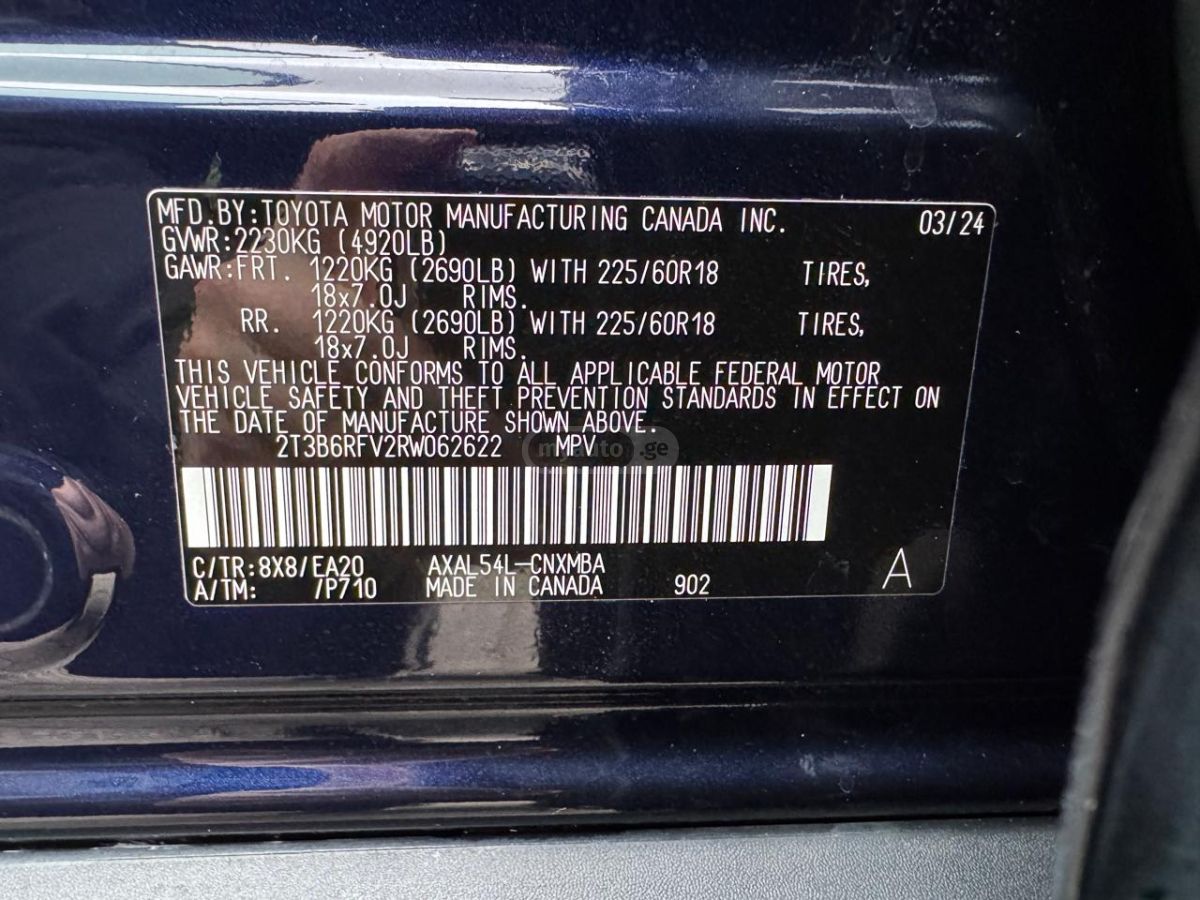 MFD.BY:TOYOTA MOTOR MANUFACTURING CANADA INC. 03/24
GVWR:2230KG (4920LB)
GAWR:FRT. 1220KG (2690LB) WITH 225/60R18 TIRES,
18x7.0J RIMS.
RR. 1220KG (2690LB) WITH 225/60R18 TIRES,
18x7.0J RIMS.
THIS VEHICLE CONFORMS TO ALL APPLICABLE FEDERAL MOTOR
VEHICLE SAFETY AND THEFT PREVENTION STANDARDS IN EFFECT ON
THE DATE OF MANUFACTURE SHOWN ABOVE.
2T3B6RFV2RW062622 MPV
myauto.ge
C/TR:8X8/EA20 AXAL54L-CNXMBA
A/TM: /P710 MADE IN CANADA 902 A